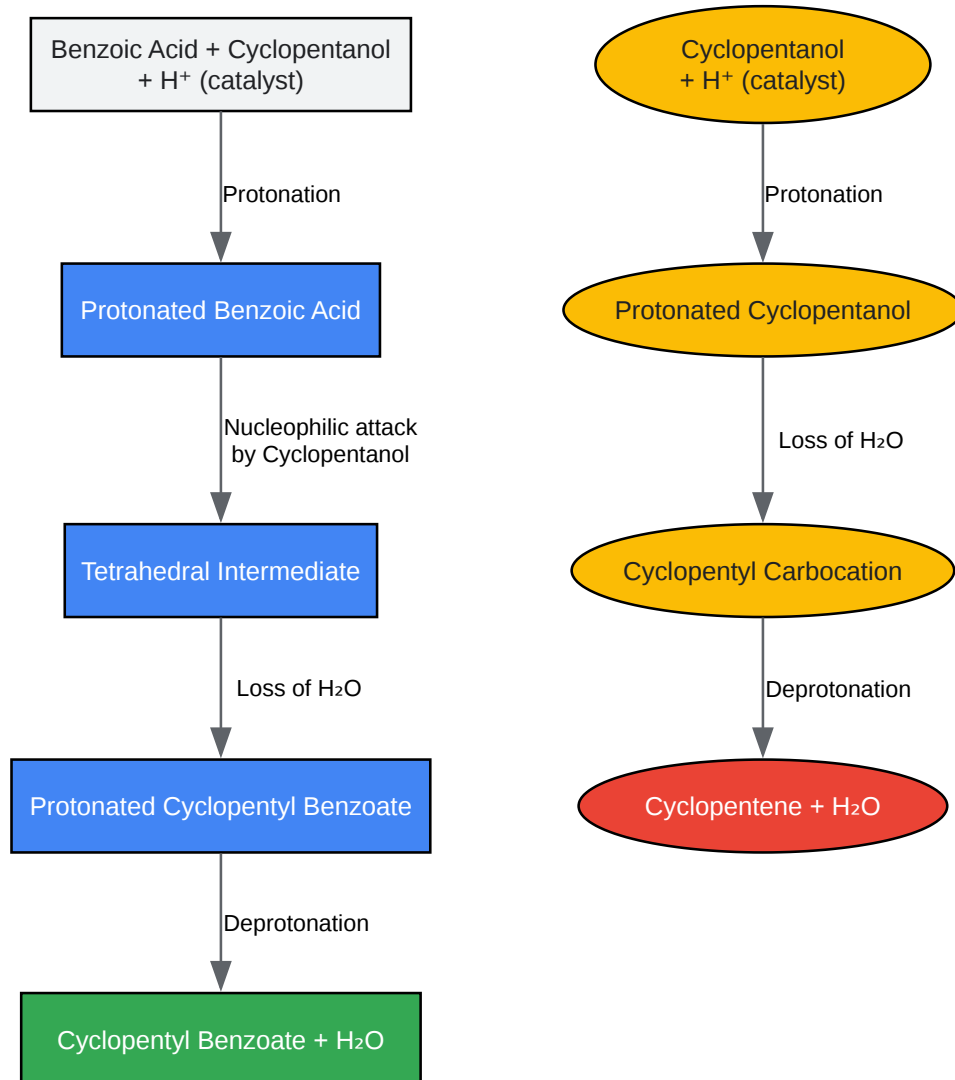 Benzoic Acid + Cyclopentanol
+ H⁺ (catalyst)
Protonation
Protonated Benzoic Acid
Nucleophilic attack
by Cyclopentanol
Tetrahedral Intermediate
Loss of H₂O
Protonated Cyclopentyl Benzoate
Deprotonation
Cyclopentyl Benzoate + H₂O
Cyclopentanol
+ H⁺ (catalyst)
Protonation
Protonated Cyclopentanol
Loss of H₂O
Cyclopentyl Carbocation
Deprotonation
Cyclopentene + H₂O